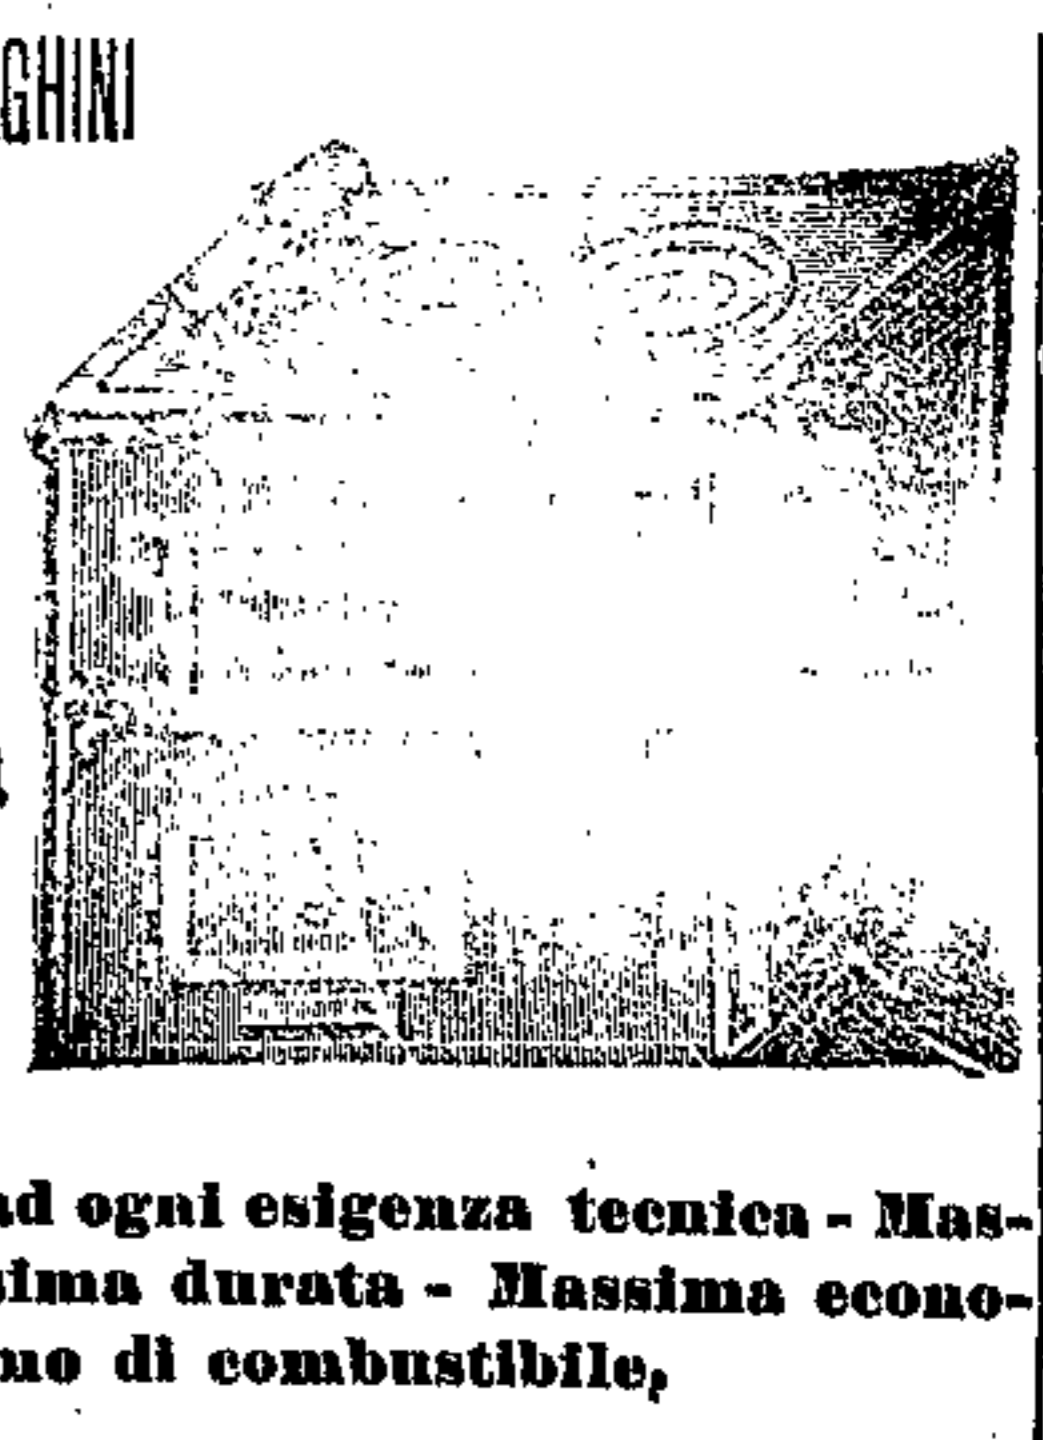 GHINI
ad ogni esigenza tecnica - Mas-
sima durata - Massima econo-
mo di combustibile,